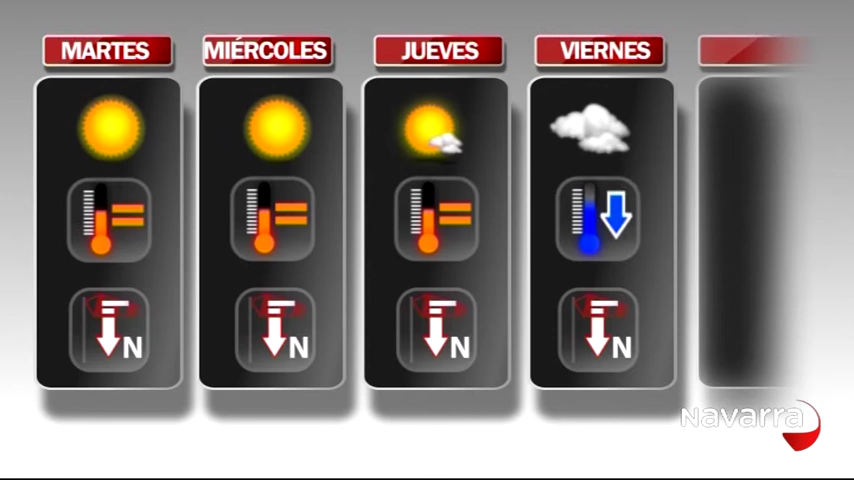 MARTES
MIÉRCOLES
JUEVES
VIERNES
N
N
N
N
Navarra